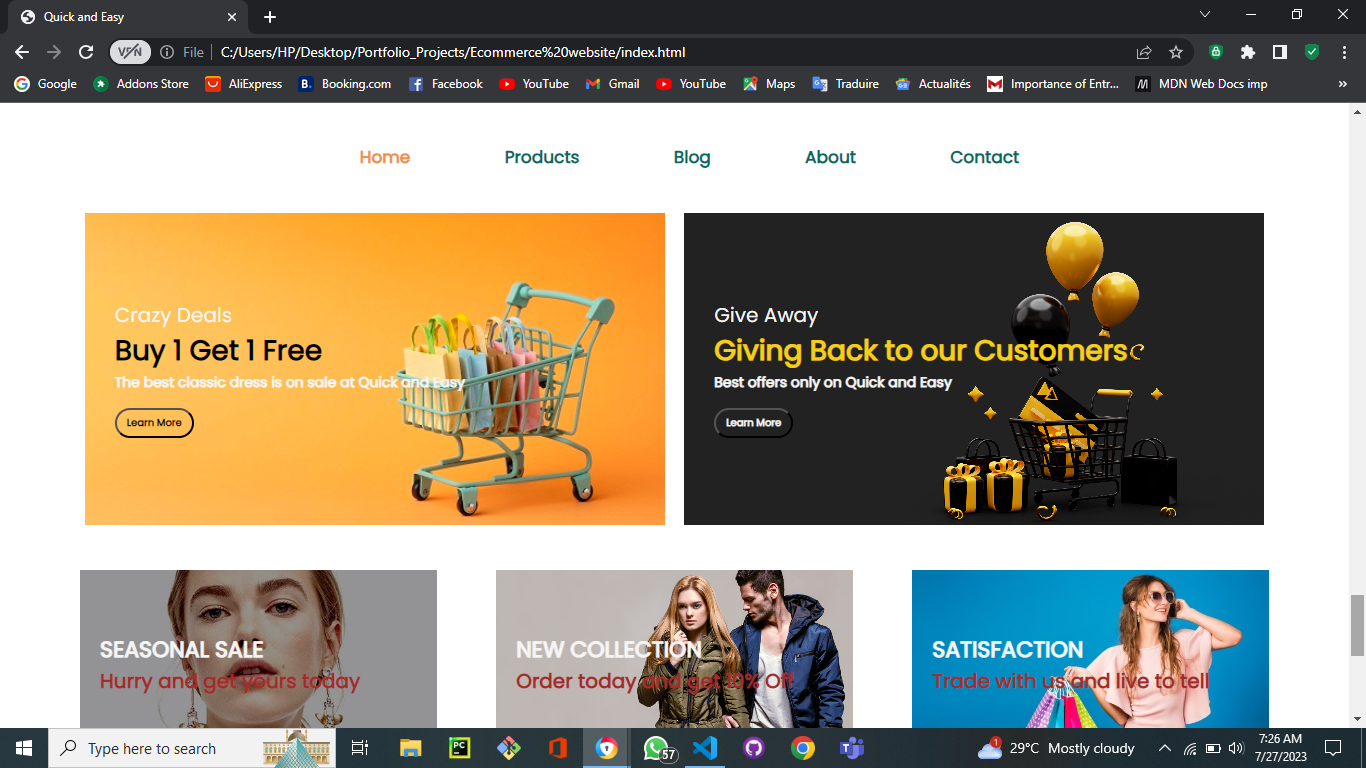 Quick and Easy
VPN
File
C:/Users/HP/Desktop/Portfolio_Projects/Ecommerce%20website/index.html
Google
Addons Store
AliExpress
B.
Booking.com
Facebook
YouTube
Gmail
YouTube
Maps
Traduire
Actualités
Importance of Entr...
M
MDN Web Docs imp
Home Products Blog About Contact
Crazy Deals
Buy 1 Get 1 Free
The best classic dress is on sale at Quick and Easy
Learn More
Give Away
Giving Back to our Customers
Best offers only on Quick and Easy
Learn More
SEASONAL SALE
Hurry and get yours today
NEW COLLECTION
Order today and get 10% Off
SATISFACTION
Trade with us and live to tell
Type here to search
PC
57
1
29°C Mostly cloudy
7:26 AM
7/27/2023